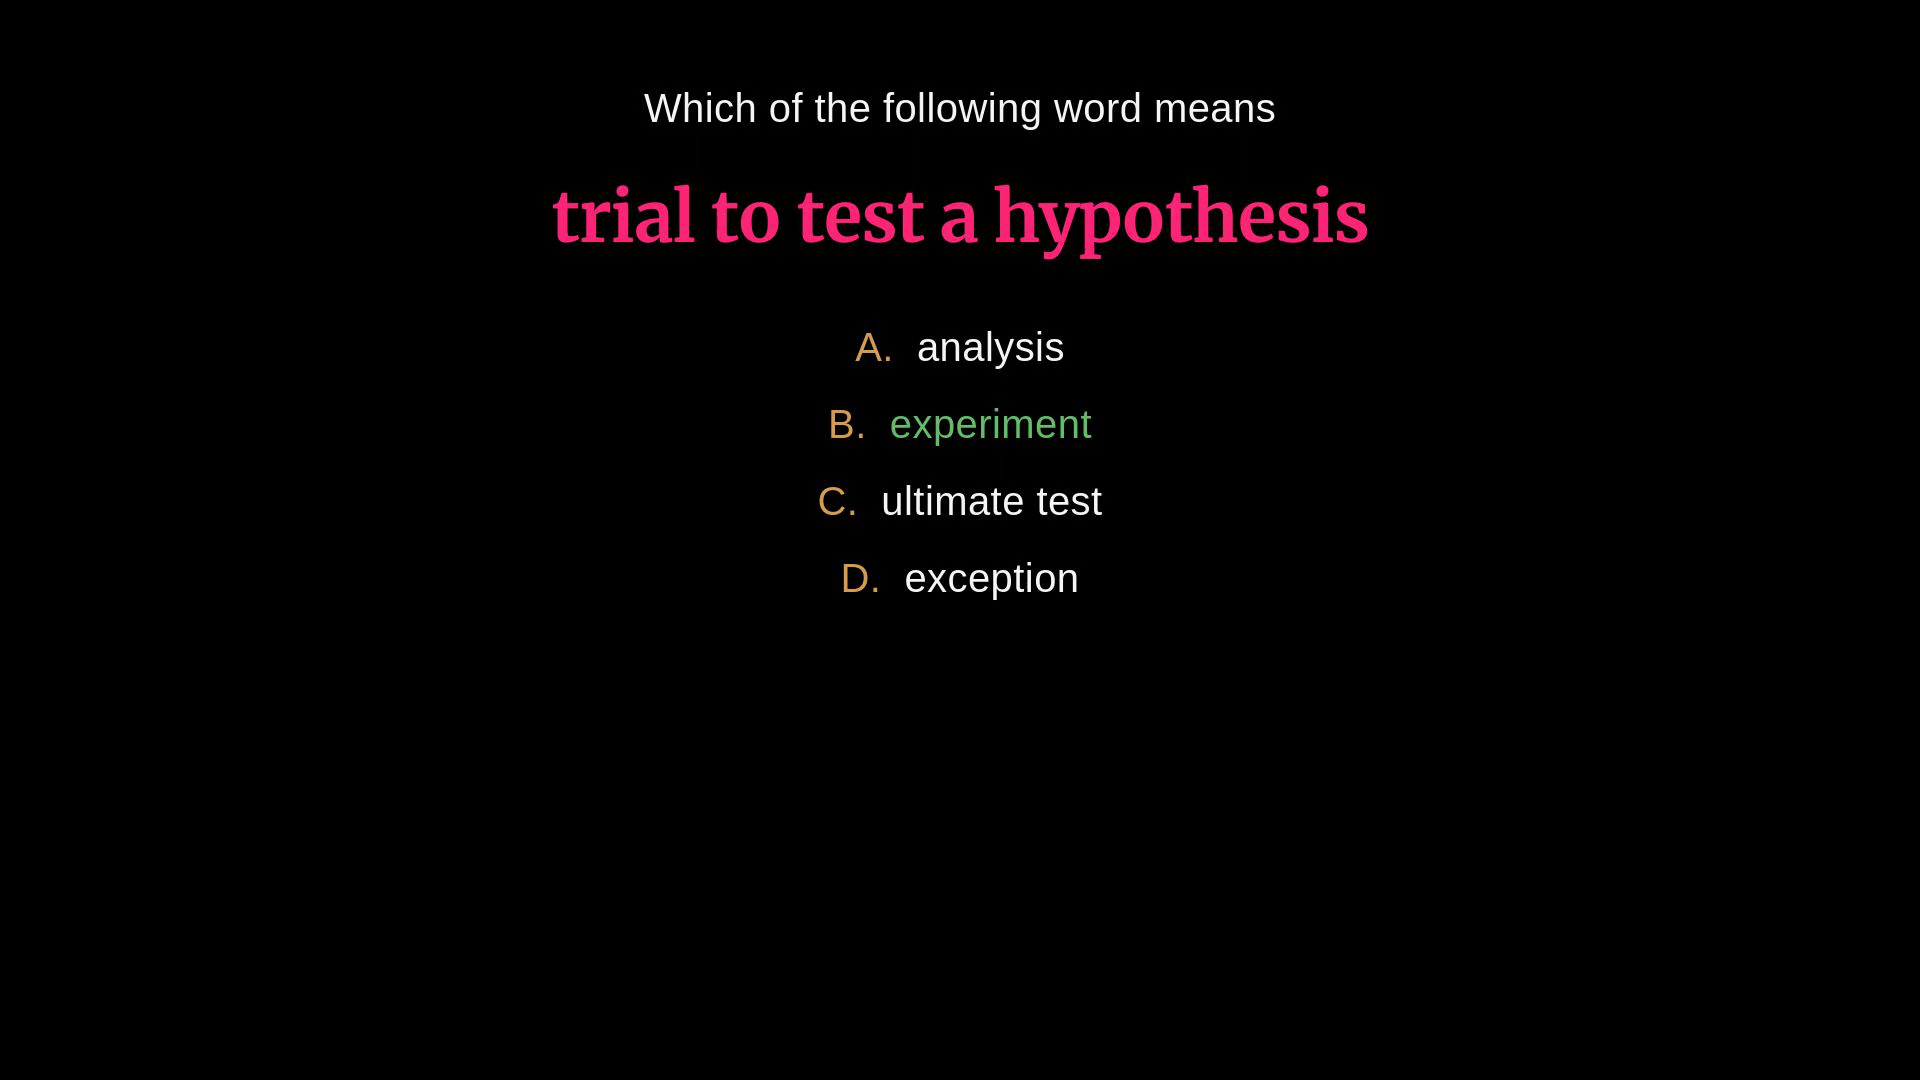 Which of the following word means
trial to test a hypothesis
A. analysis
B. experiment
C. ultimate test
D. exception